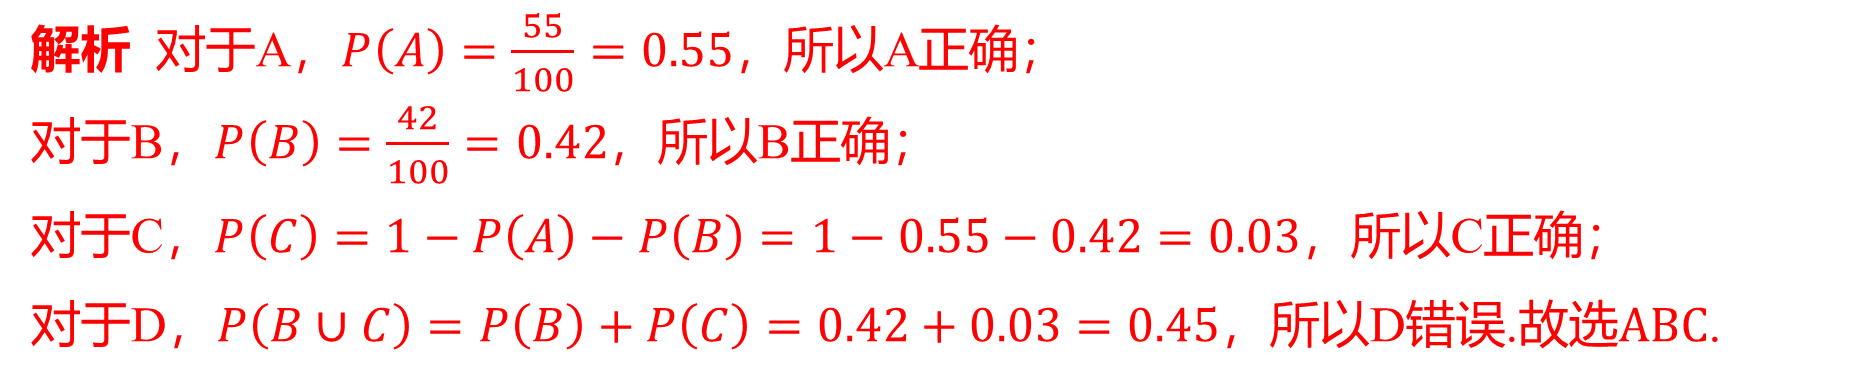 解析 对于A，P(A) = 55/100 = 0.55，所以A正确；
对于B，P(B) = 42/100 = 0.42，所以B正确；
对于C，P(C) = 1 − P(A) − P(B) = 1 − 0.55 − 0.42 = 0.03，所以C正确；
对于D，P(B ∪ C) = P(B) + P(C) = 0.42 + 0.03 = 0.45，所以D错误.故选ABC.